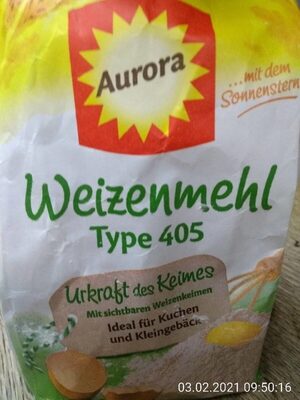 Aurora
...mit dem
Sonnenstern
Weizenmehl
Type 405
Urkraft des Keimes
Mit sichtbaren Weizenkeimen
Ideal für Kuchen
und Kleingebäck
03.02.2021 09:50:16